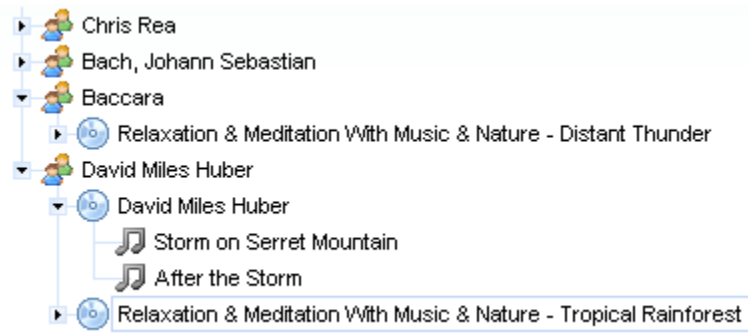 Chris Rea
Bach, Johann Sebastian
Baccara
Relaxation & Meditation With Music & Nature - Distant Thunder
David Miles Huber
David Miles Huber
Storm on Serret Mountain
After the Storm
Relaxation & Meditation With Music & Nature - Tropical Rainforest